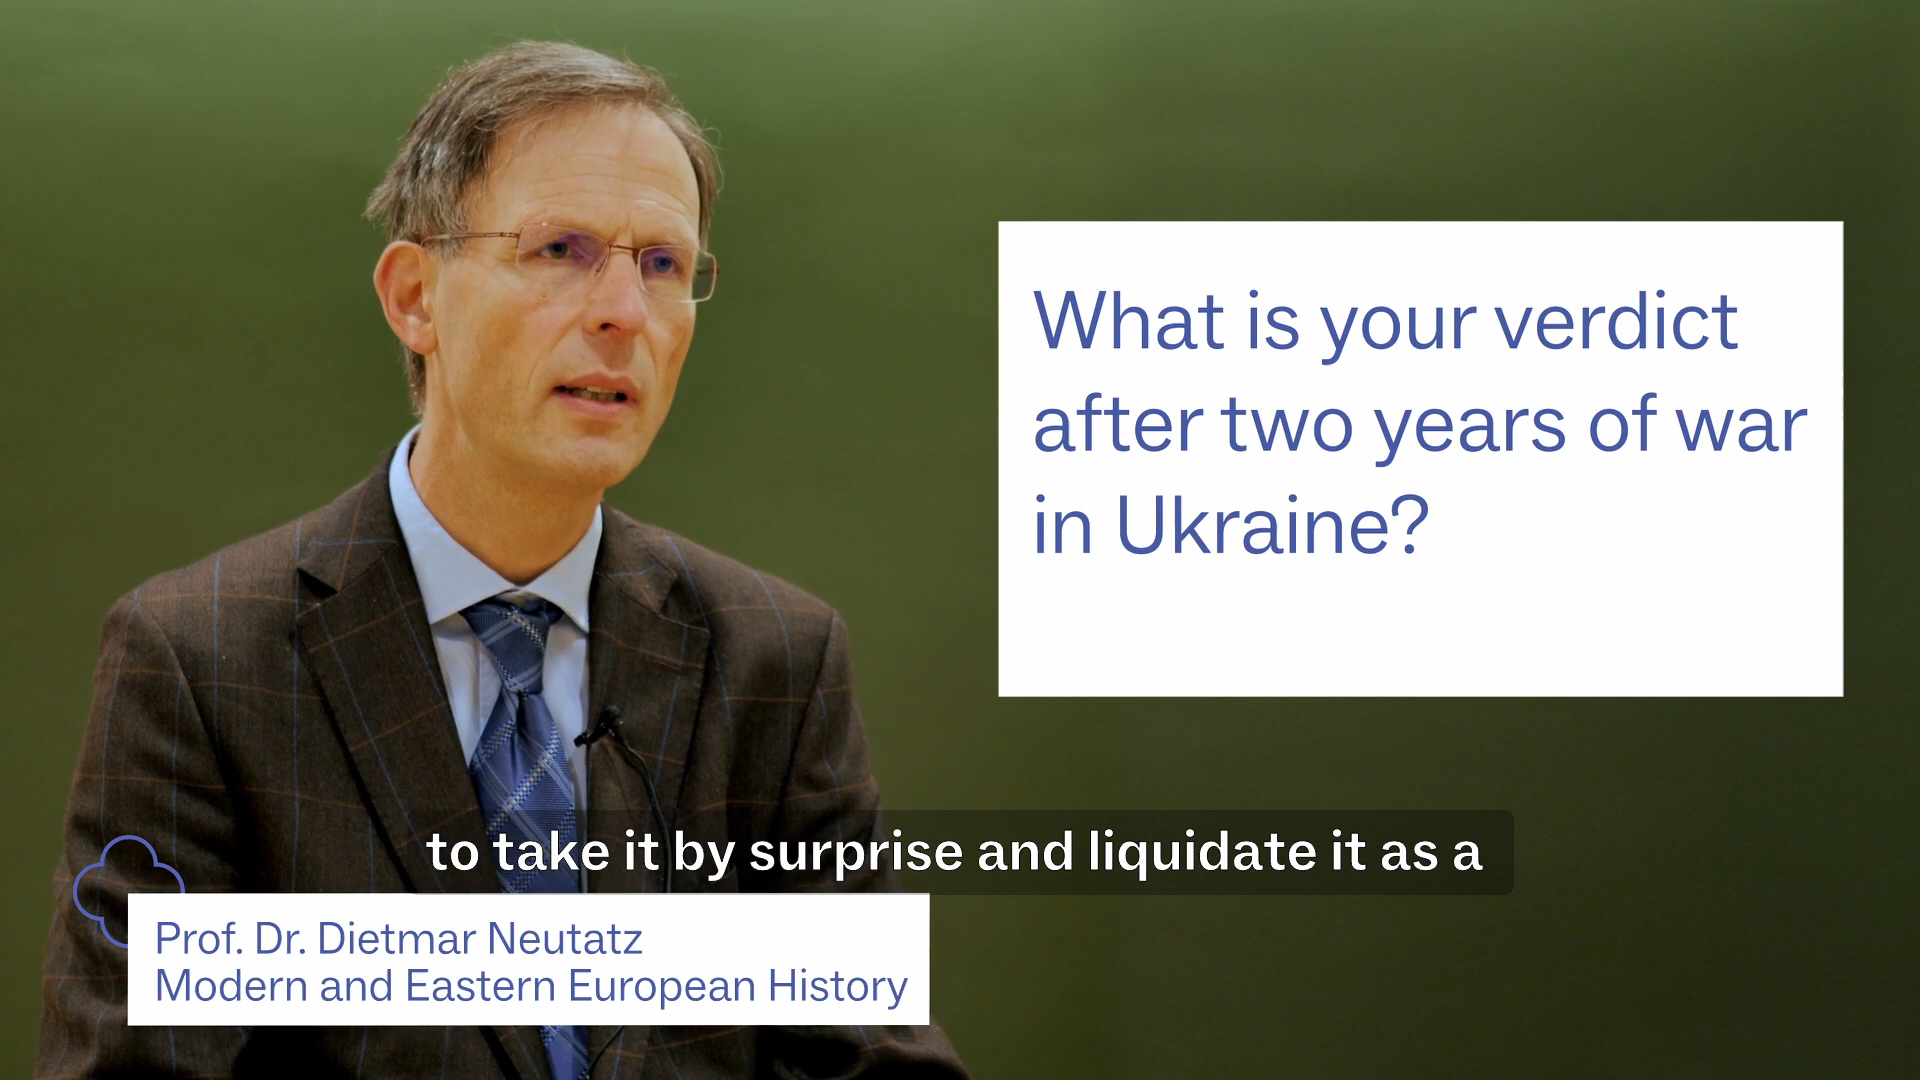 What is your verdict
after two years of war
in Ukraine?
to take it by surprise and liquidate it as a
Prof. Dr. Dietmar Neutatz
Modern and Eastern European History